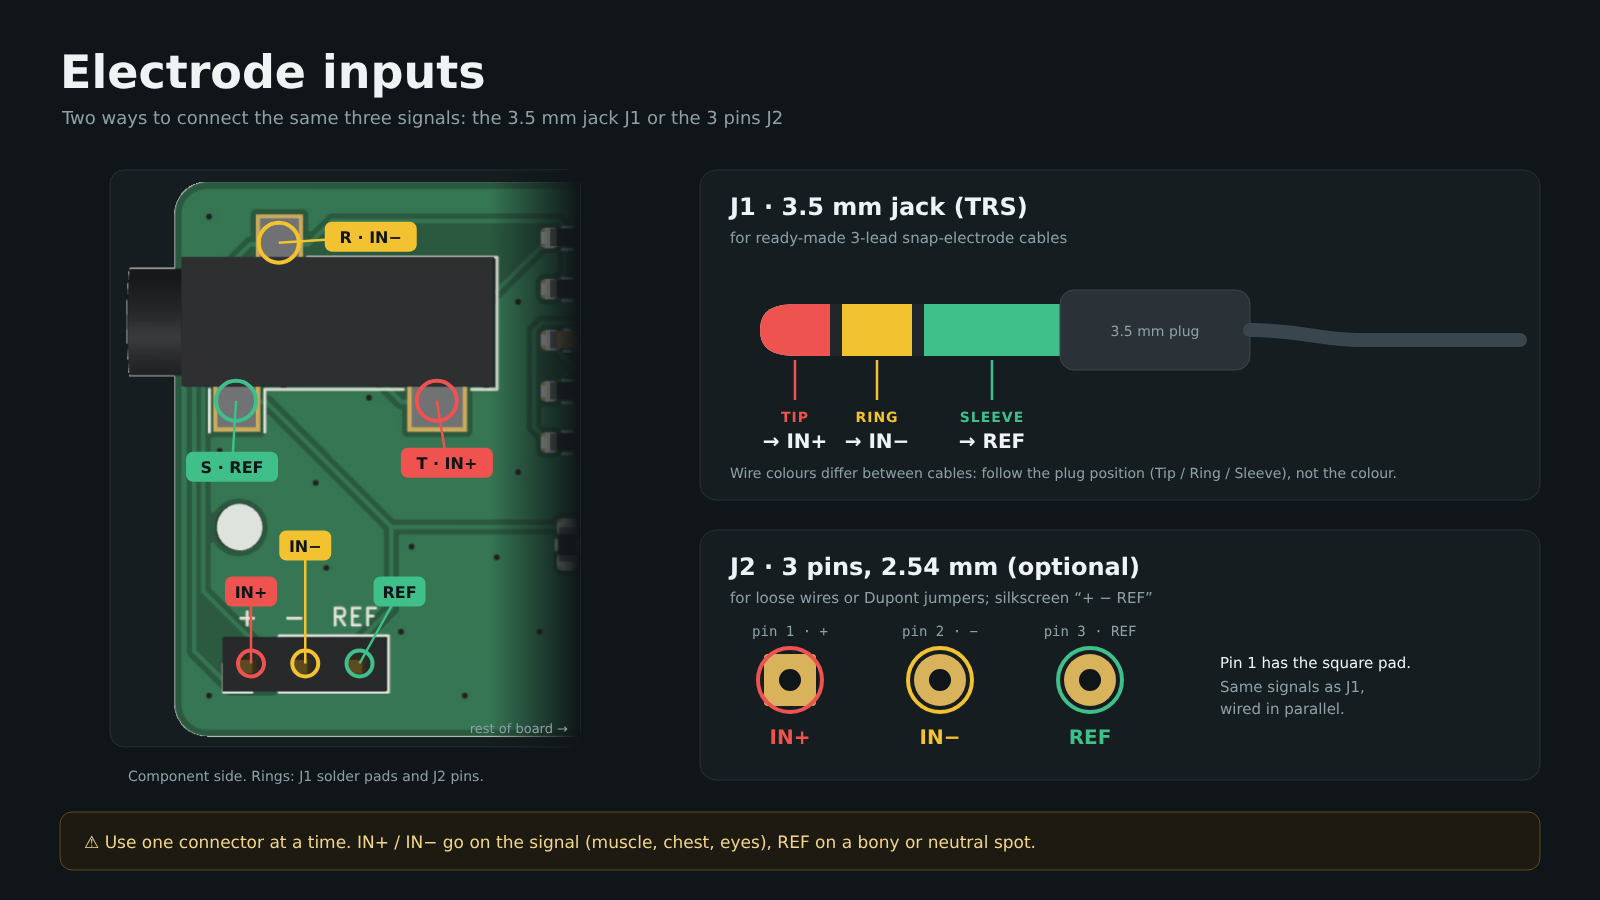 Electrode inputs
Two ways to connect the same three signals: the 3.5 mm jack J1 or the 3 pins J2
R · IN−
S · REF
T · IN+
IN−
IN+
REF
+ − REF
rest of board →
Component side. Rings: J1 solder pads and J2 pins.
J1 · 3.5 mm jack (TRS)
for ready-made 3-lead snap-electrode cables
3.5 mm plug
TIP RING SLEEVE
→ IN+ → IN− → REF
Wire colours differ between cables: follow the plug position (Tip / Ring / Sleeve), not the colour.
J2 · 3 pins, 2.54 mm (optional)
for loose wires or Dupont jumpers; silkscreen “+ − REF”
pin 1 · + pin 2 · − pin 3 · REF
IN+ IN− REF
Pin 1 has the square pad.
Same signals as J1,
wired in parallel.
⚠ Use one connector at a time. IN+ / IN− go on the signal (muscle, chest, eyes), REF on a bony or neutral spot.